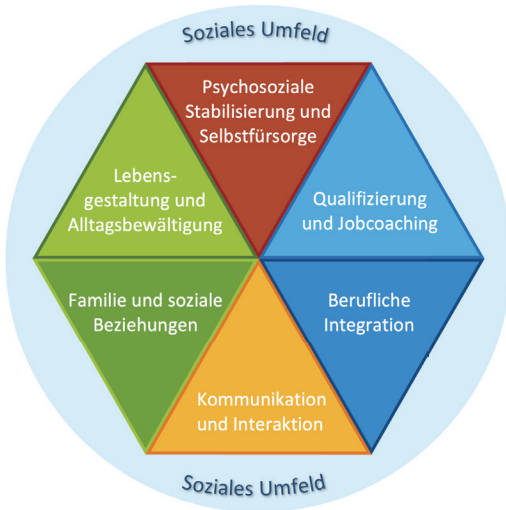 Soziales Umfeld
Psychosoziale
Stabilisierung und
Selbstfürsorge
Lebens-
gestaltung und
Alltagsbewältigung
Qualifizierung
und Jobcoaching
Familie und soziale
Beziehungen
Berufliche
Integration
Kommunikation
und Interaktion
Soziales Umfeld